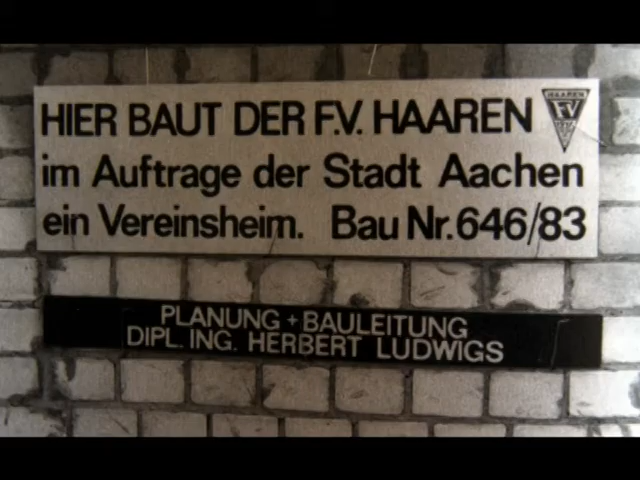 HIER BAUT DER F.V. HAAREN
HAAREN
FV
im Auftrage der Stadt Aachen
ein Vereinsheim. Bau Nr. 646/83
PLANUNG + BAULEITUNG
DIPL. ING. HERBERT LUDWIGS